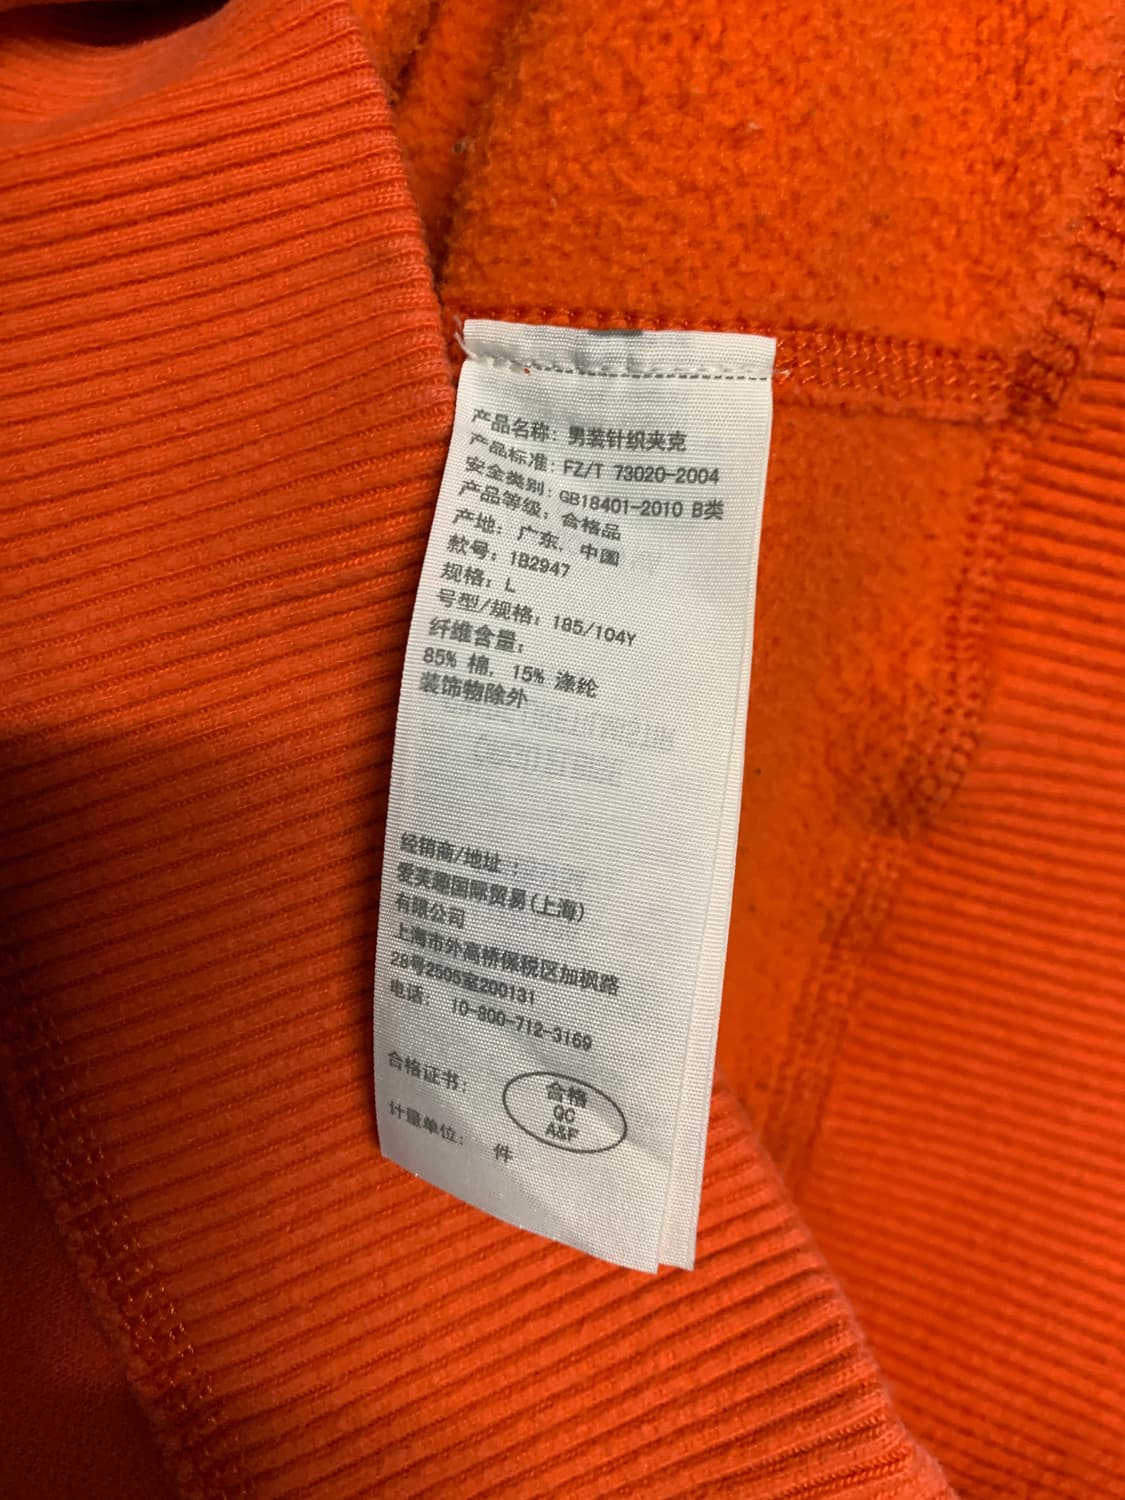 产品名称: 男装针织夹克
产品标准: FZ/T 73020-2004
安全类别: GB18401-2010 B类
产品等级: 合格品
产地: 广东, 中国
款号: 1B2947
规格: L
号型/规格: 185/104Y
纤维含量:
85% 棉, 15% 涤纶
装饰物除外
经销商/地址:
爱芙趣国际贸易(上海)
有限公司
上海市外高桥保税区加枫路
28号2505室200131
电话: 10-800-712-3169
合格证书:
合格
QC
A&F
计量单位: 件